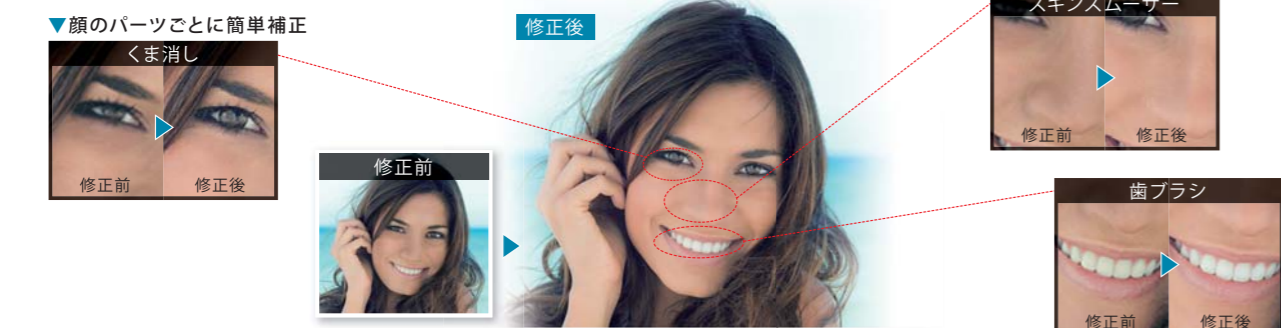 ▼顔のパーツごとに簡単補正
くま消し
修正前
修正後
修正前
修正後
スキンスムーサー
修正前
修正後
歯ブラシ
修正前
修正後